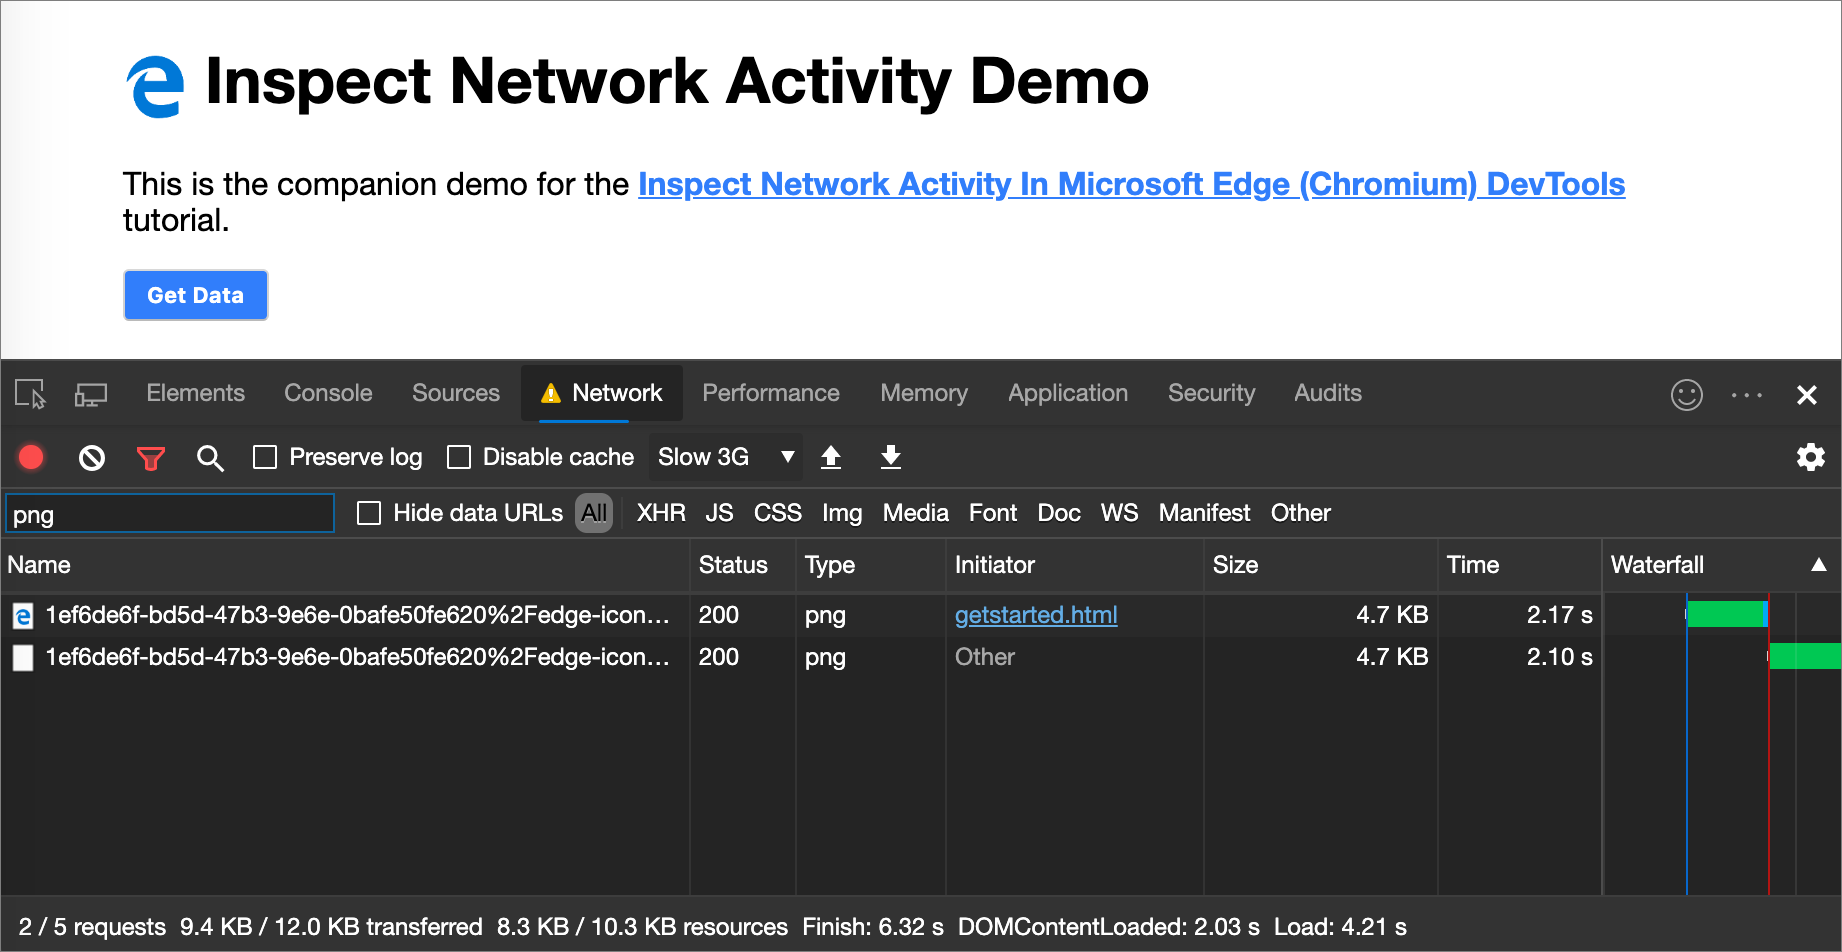 Inspect Network Activity Demo
This is the companion demo for the Inspect Network Activity In Microsoft Edge (Chromium) DevTools
tutorial.
Get Data
Elements Console Sources Network Performance Memory Application Security Audits
Preserve log Disable cache Slow 3G
png Hide data URLs All XHR JS CSS Img Media Font Doc WS Manifest Other
Name Status Type Initiator Size Time Waterfall
1ef6de6f-bd5d-47b3-9e6e-0bafe50fe620%2Fedge-icon... 200 png getstarted.html 4.7 KB 2.17 s
1ef6de6f-bd5d-47b3-9e6e-0bafe50fe620%2Fedge-icon... 200 png Other 4.7 KB 2.10 s
2 / 5 requests 9.4 KB / 12.0 KB transferred 8.3 KB / 10.3 KB resources Finish: 6.32 s DOMContentLoaded: 2.03 s Load: 4.21 s